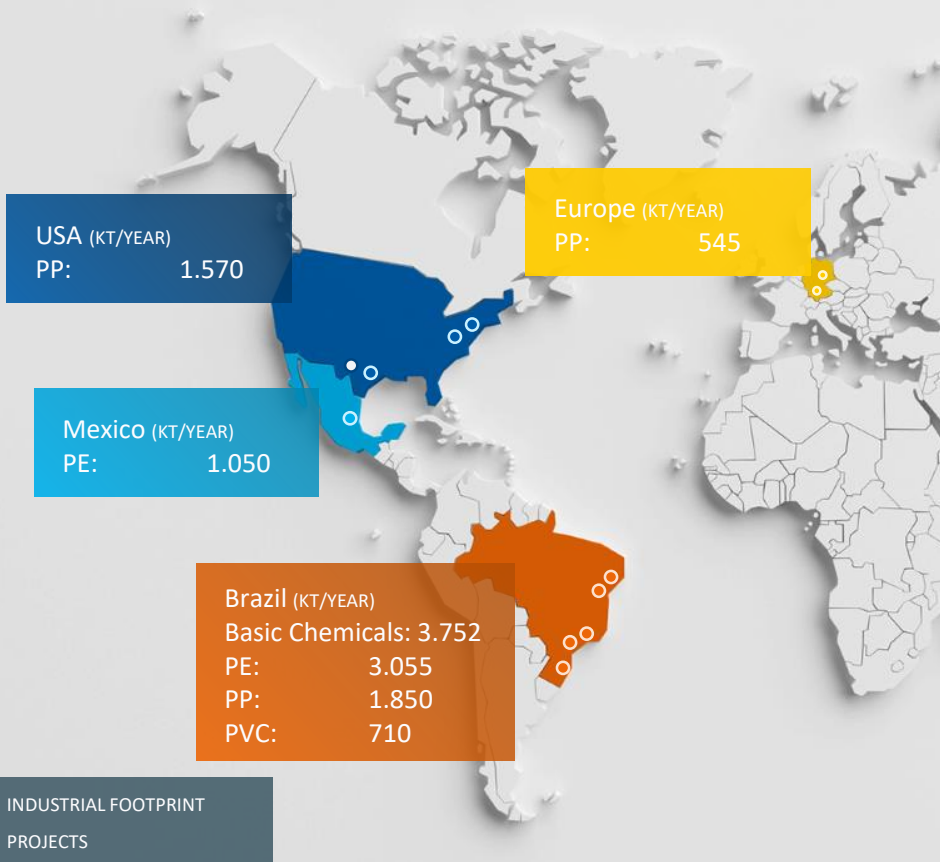 USA (KT/YEAR)
PP: 1.570
Europe (KT/YEAR)
PP: 545
Mexico (KT/YEAR)
PE: 1.050
Brazil (KT/YEAR)
Basic Chemicals: 3.752
PE: 3.055
PP: 1.850
PVC: 710
INDUSTRIAL FOOTPRINT
PROJECTS